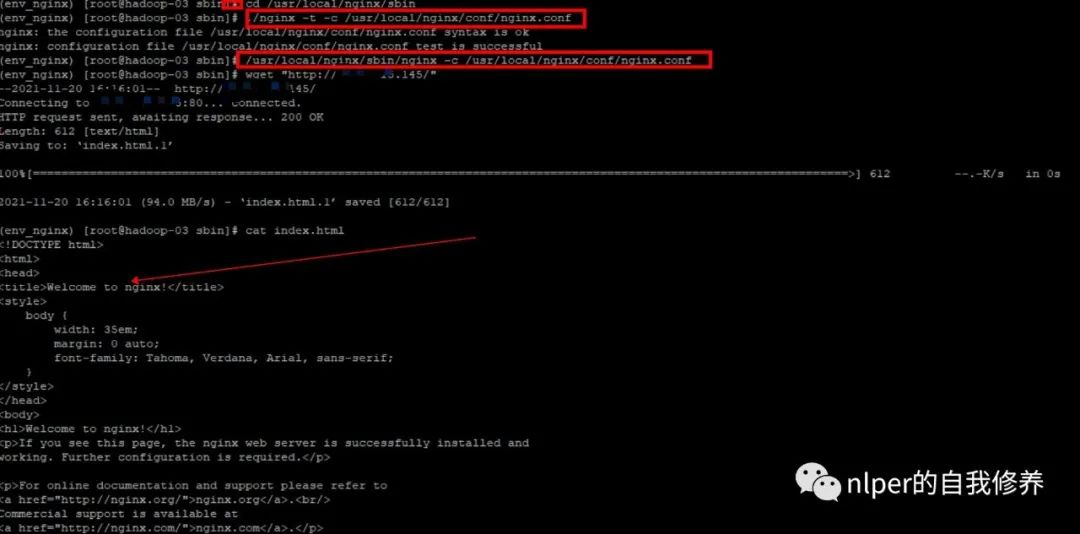 (env_nginx) [root@hadoop-03 sbin]# cd /usr/local/nginx/sbin
(env_nginx) [root@hadoop-03 sbin]# ./nginx -t -c /usr/local/nginx/conf/nginx.conf
nginx: the configuration file /usr/local/nginx/conf/nginx.conf syntax is ok
nginx: configuration file /usr/local/nginx/conf/nginx.conf test is successful
(env_nginx) [root@hadoop-03 sbin]# /usr/local/nginx/sbin/nginx -c /usr/local/nginx/conf/nginx.conf
(env_nginx) [root@hadoop-03 sbin]# wget "http:// .145/"
--2021-11-20 16:16:01-- http:// .145/
Connecting to :80... connected.
HTTP request sent, awaiting response... 200 OK
Length: 612 [text/html]
Saving to: ‘index.html.1’
100%[=====================================================================================================>] 612 --.-K/s in 0s
2021-11-20 16:16:01 (94.0 MB/s) - ‘index.html.1’ saved [612/612]
(env_nginx) [root@hadoop-03 sbin]# cat index.html
<!DOCTYPE html>
<html>
<head>
<title>Welcome to nginx!</title>
<style>
body {
width: 35em;
margin: 0 auto;
font-family: Tahoma, Verdana, Arial, sans-serif;
}
</style>
</head>
<body>
<h1>Welcome to nginx!</h1>
<p>If you see this page, the nginx web server is successfully installed and
working. Further configuration is required.</p>
<p>For online documentation and support please refer to
<a href="http://nginx.org/">nginx.org</a>.<br/>
Commercial support is available at
<a href="http://nginx.com/">nginx.com</a>.</p>
nlper的自我修养